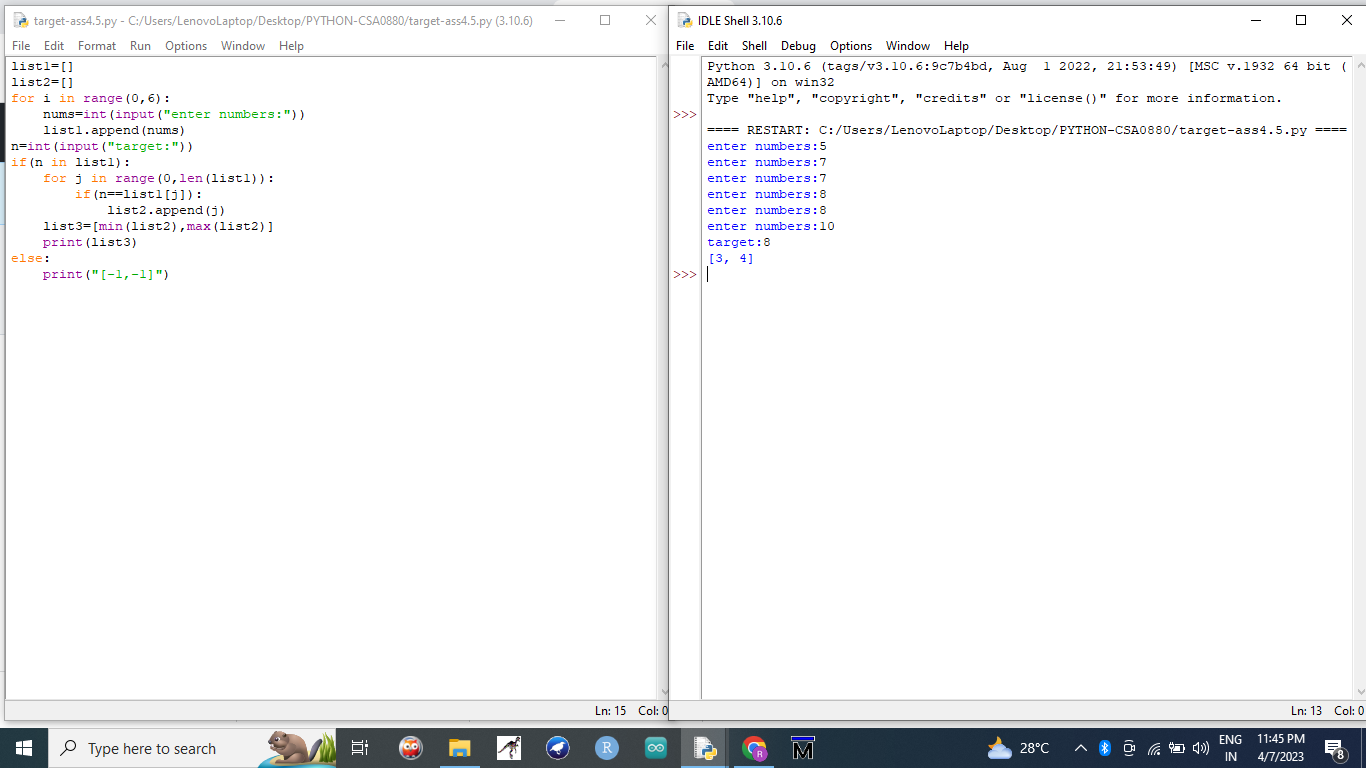 target-ass4.5.py - C:/Users/LenovoLaptop/Desktop/PYTHON-CSA0880/target-ass4.5.py (3.10.6)
File Edit Format Run Options Window Help
list1=[]
list2=[]
for i in range(0,6):
    nums=int(input("enter numbers:"))
    list1.append(nums)
n=int(input("target:"))
if(n in list1):
    for j in range(0,len(list1)):
        if(n==list1[j]):
            list2.append(j)
    list3=[min(list2),max(list2)]
    print(list3)
else:
    print("[-1,-1]")
Ln: 15 Col: 0
IDLE Shell 3.10.6
File Edit Shell Debug Options Window Help
Python 3.10.6 (tags/v3.10.6:9c7b4bd, Aug  1 2022, 21:53:49) [MSC v.1932 64 bit (
AMD64)] on win32
Type "help", "copyright", "credits" or "license()" for more information.
>>>
==== RESTART: C:/Users/LenovoLaptop/Desktop/PYTHON-CSA0880/target-ass4.5.py ====
enter numbers:5
enter numbers:7
enter numbers:7
enter numbers:8
enter numbers:8
enter numbers:10
target:8
[3, 4]
>>>
Ln: 13 Col: 0
Type here to search
R
R
M
28°C
ENG
IN
11:45 PM
4/7/2023
8